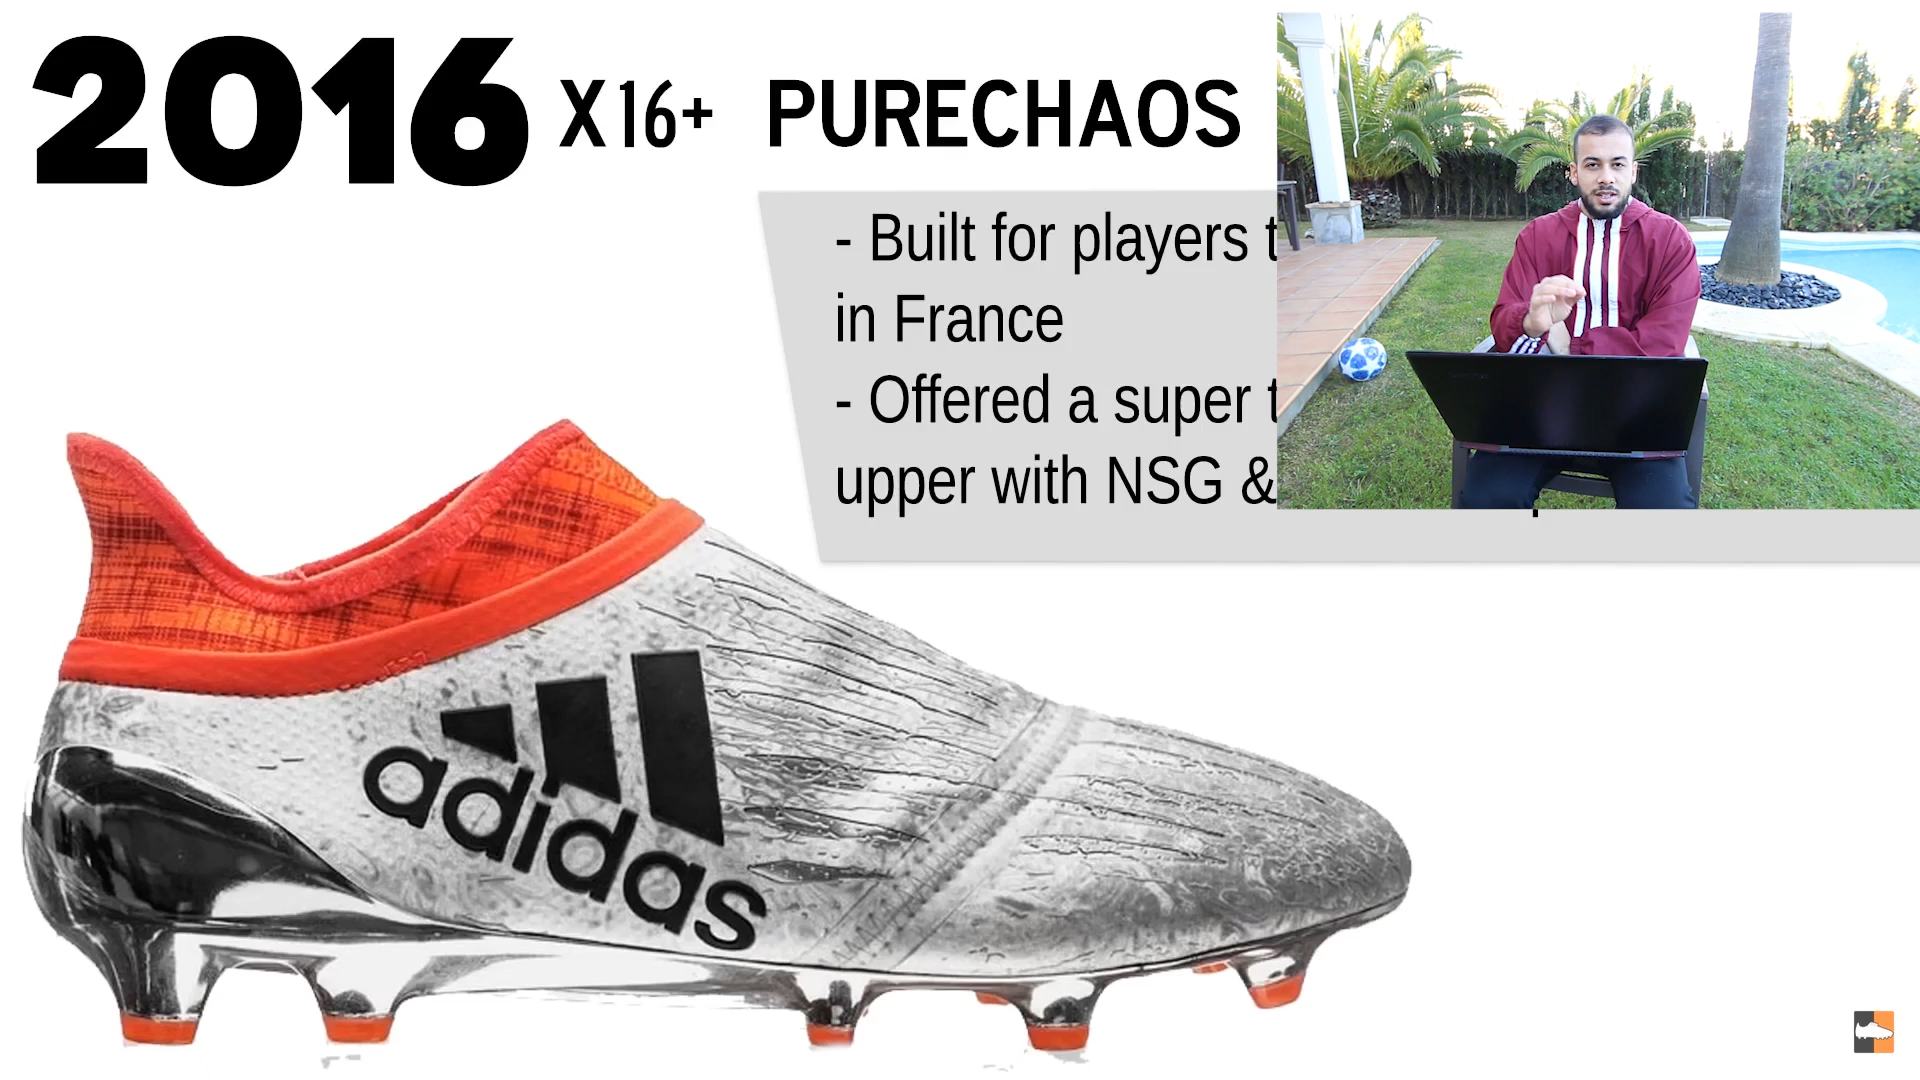 2016 X16+ PURECHAOS
- Built for players
in France
- Offered a super
upper with NSG &
adidas